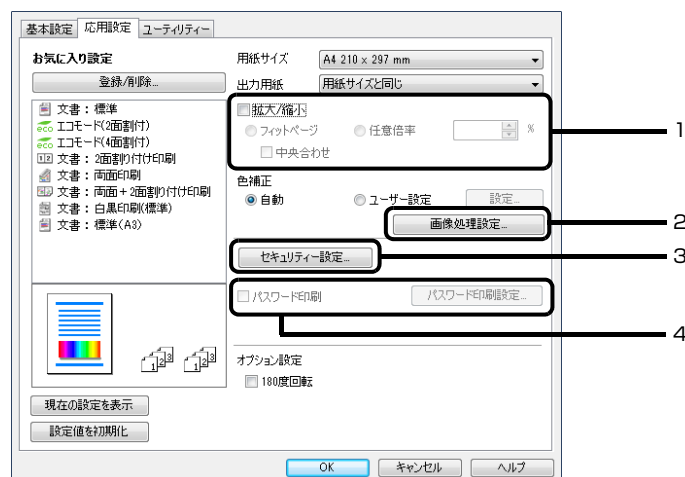 基本設定 応用設定 ユーティリティー
お気に入り設定
登録/削除...
文書：標準
eco エコモード(2面割付)
eco エコモード(4面割付)
12 文書：2面割り付け印刷
文書：両面印刷
文書：両面＋2面割り付け印刷
文書：白黒印刷(標準)
文書：標準(A3)
1 2 3 1 2 3
現在の設定を表示
設定値を初期化
用紙サイズ A4 210 x 297 mm
出力用紙 用紙サイズと同じ
拡大/縮小
フィットページ 任意倍率 %
中央合わせ
1
色補正
自動 ユーザー設定 設定...
画像処理設定...
2
セキュリティー設定...
3
パスワード印刷 パスワード印刷設定...
4
オプション設定
180度回転
OK キャンセル ヘルプ